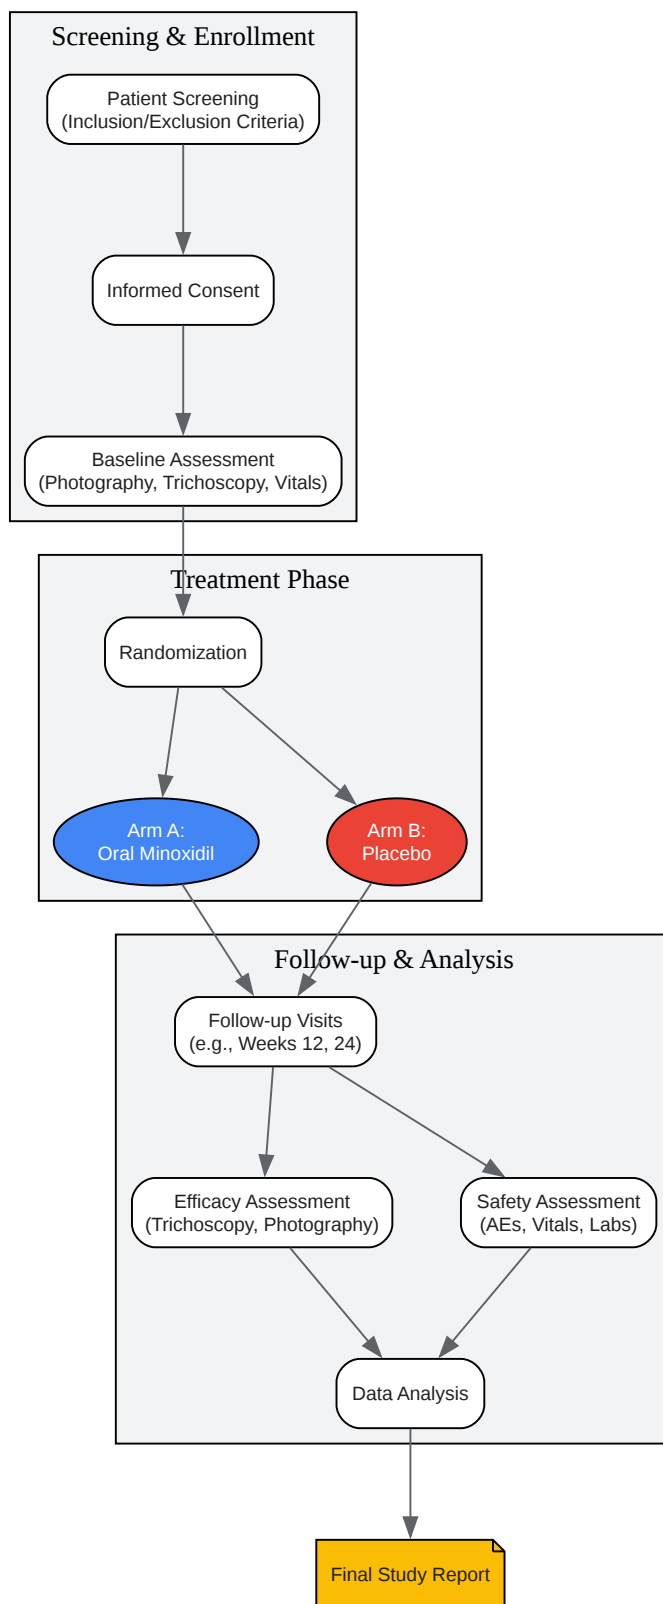 Screening & Enrollment
Patient Screening
(Inclusion/Exclusion Criteria)
Informed Consent
Baseline Assessment
(Photography, Trichoscopy, Vitals)
Treatment Phase
Randomization
Arm A:
Oral Minoxidil
Arm B:
Placebo
Follow-up & Analysis
Follow-up Visits
(e.g., Weeks 12, 24)
Efficacy Assessment
(Trichoscopy, Photography)
Safety Assessment
(AEs, Vitals, Labs)
Data Analysis
Final Study Report